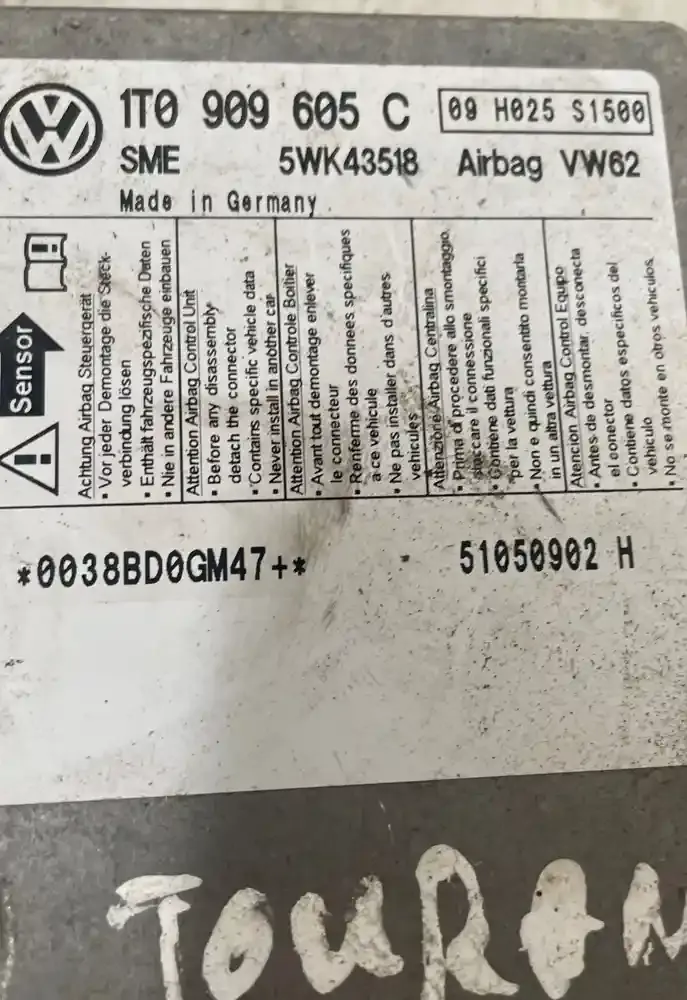 1T0 909 605 C
09 H025 S1500
SME 5WK43518 Airbag VW62
Made in Germany
Sensor
Achtung Airbag Steuergerät
• Vor jeder Demontage die Steck-
verbindung lösen
• Enthält fahrzeugspezifische Daten
• Nie in andere Fahrzeuge einbauen
Attention Airbag Control Unit
• Before any disassembly
detach the connector
• Contains specific vehicle data
• Never install in another car
Attention Airbag Controle Boitier
• Avant tout demontage enlever
le connecteur
• Renferme des donnees specifiques
a ce vehicule
• Ne pas installer dans d'autres
vehicules
Attenzione Airbag Centralina
• Prima di procedere allo smontaggio,
staccare il connessione
• Contiene dati funzionali specifici
per la vettura
• Non e quindi consentito montarla
in un altra vettura
Atencion Airbag Control Equipo
• Antes de desmontar, desconecta
el conector
• Contiene datos especificos del
vehiculo
• No se monte en otros vehiculos
*0038BD0GM47+* 51050902 H
TOURAN